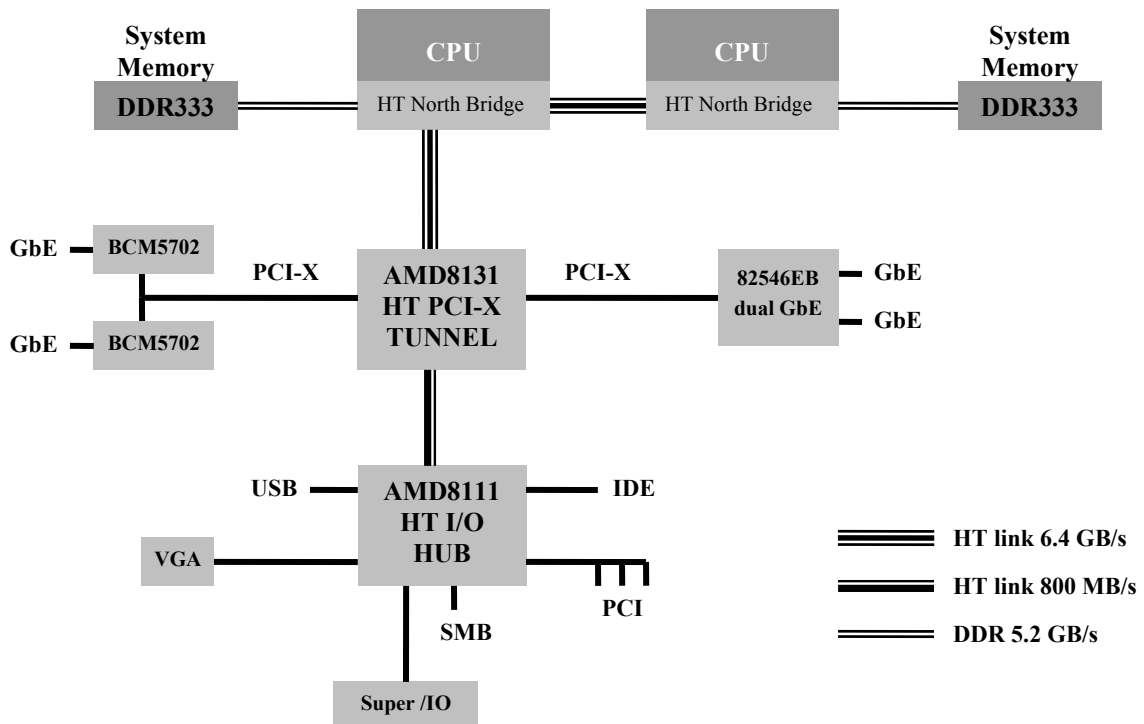 System
Memory
DDR333
CPU
HT North Bridge
CPU
HT North Bridge
System
Memory
DDR333
GbE
BCM5702
GbE
BCM5702
PCI-X
AMD8131
HT PCI-X
TUNNEL
PCI-X
82546EB
dual GbE
GbE
GbE
USB
AMD8111
HT I/O
HUB
IDE
VGA
SMB
PCI
Super /IO
HT link 6.4 GB/s
HT link 800 MB/s
DDR 5.2 GB/s